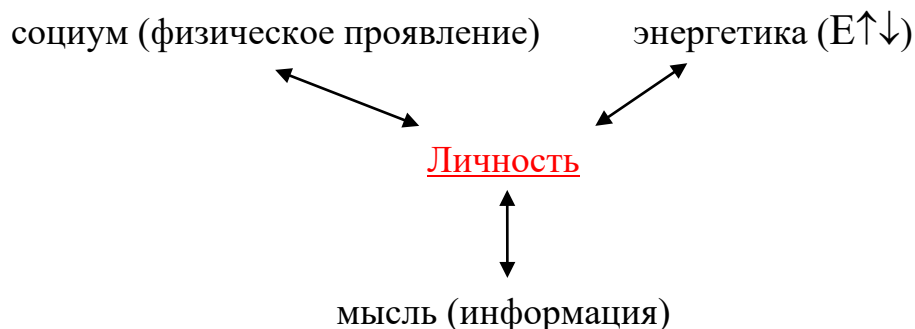 социум (физическое проявление) энергетика (E↑↓)
Личность
мысль (информация)